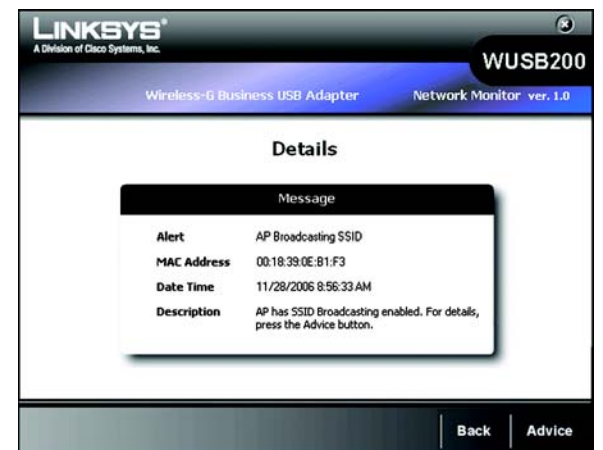 LINKSYS®
A Division of Cisco Systems, Inc.
WUSB200
Wireless-G Business USB Adapter Network Monitor ver. 1.0
Details
Message
Alert AP Broadcasting SSID
MAC Address 00:18:39:0E:B1:F3
Date Time 11/28/2006 8:56:33 AM
Description AP has SSID Broadcasting enabled. For details,
press the Advice button.
Back Advice